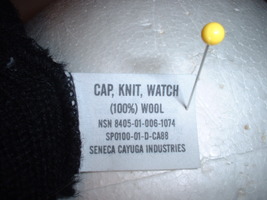 CAP, KNIT, WATCH
(100%) WOOL
NSN 8405-01-006-1074
SP0100-01-D-CA88
SENECA CAYUGA INDUSTRIES